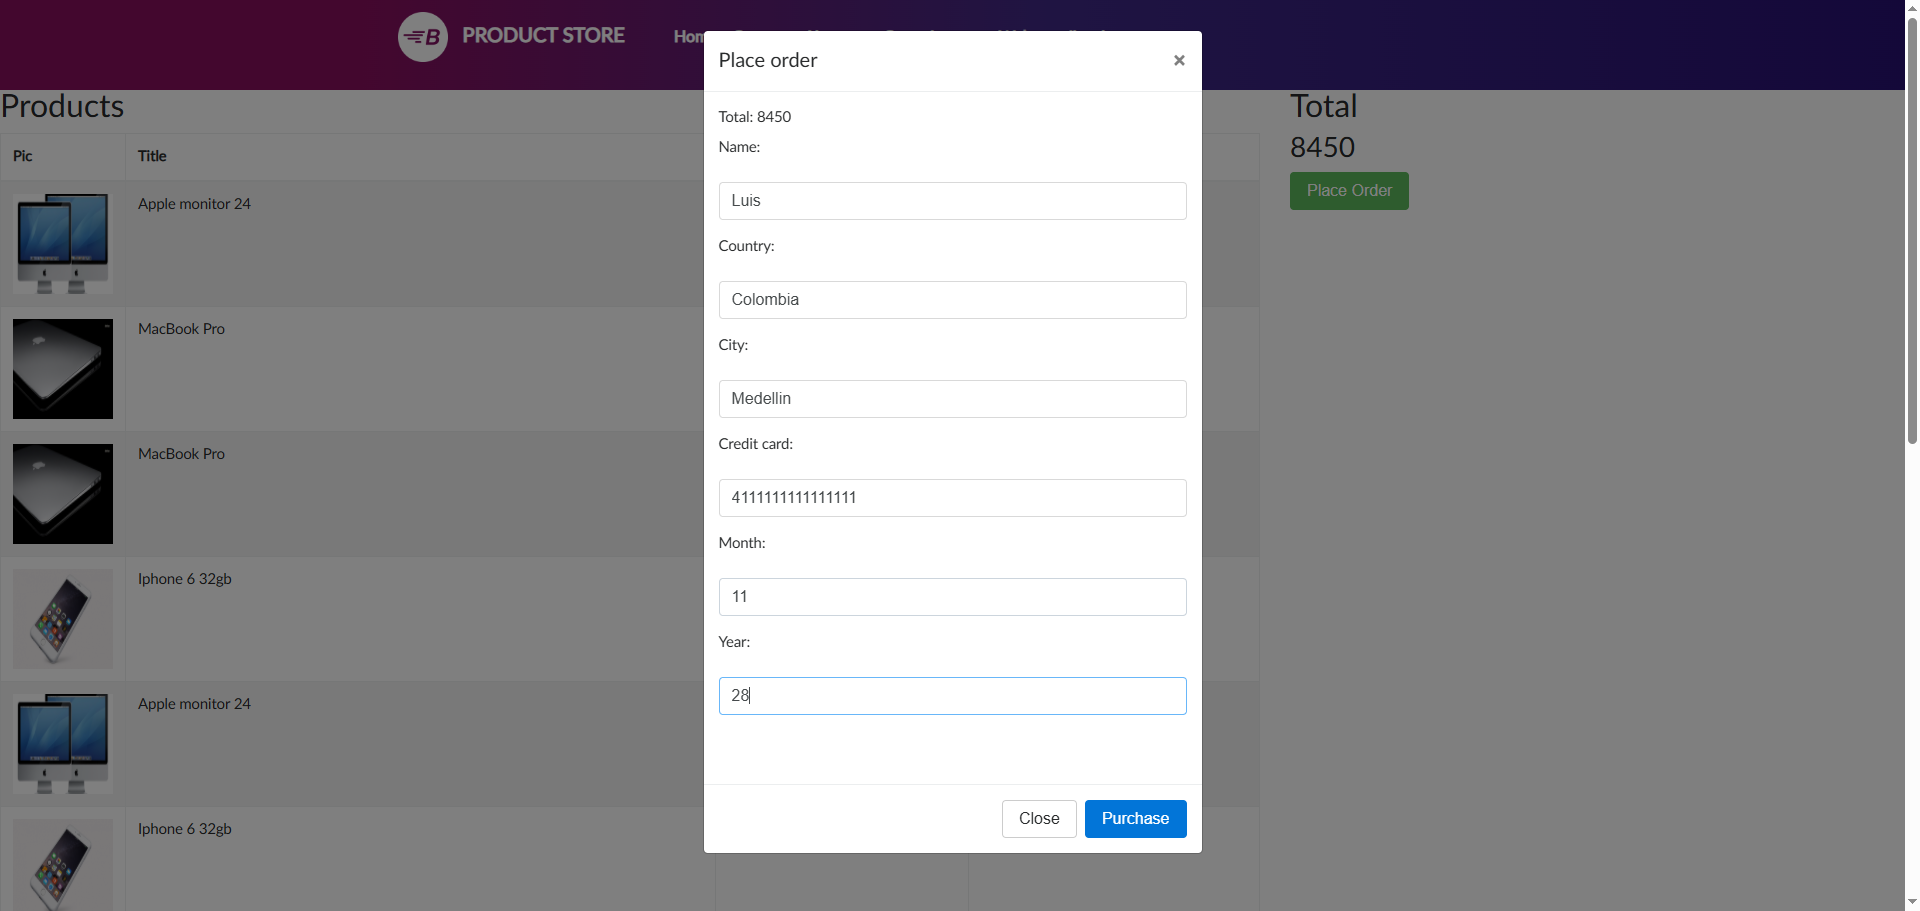 PRODUCT STORE
Place order
×
Total: 8450
Name:
Luis
Country:
Colombia
City:
Medellin
Credit card:
4111111111111111
Month:
11
Year:
28
Close
Purchase
Products
Pic
Title
Apple monitor 24
MacBook Pro
MacBook Pro
Iphone 6 32gb
Apple monitor 24
Iphone 6 32gb
Total
8450
Place Order